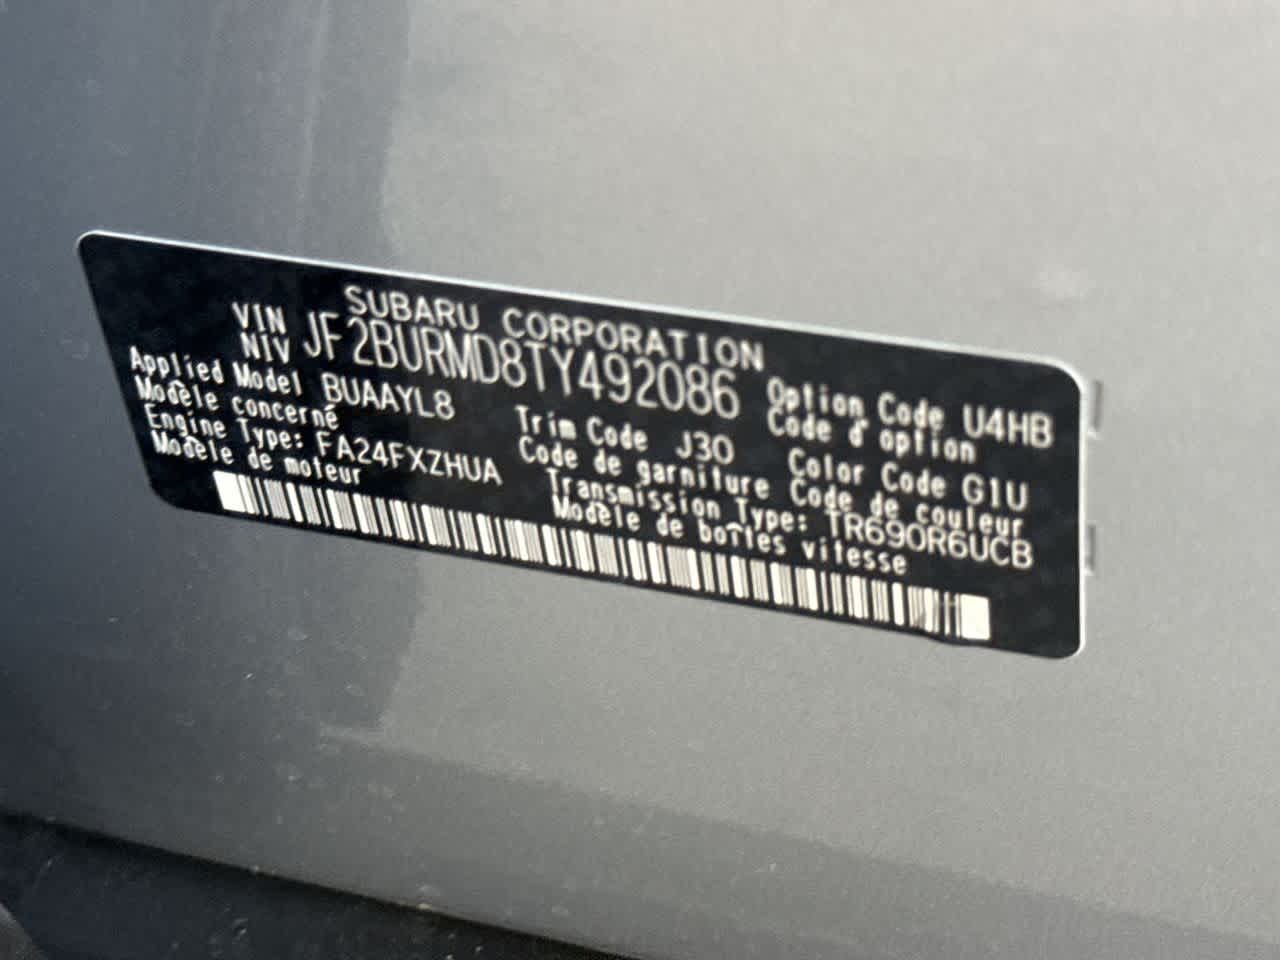 SUBARU CORPORATION
VIN
NIV JF2BURMD8TY492086
Applied Model BUAAYL8
Modèle concerné
Option Code U4HB
Code d'option
Trim Code J30
Code de garniture
Color Code G1U
Code de couleur
Engine Type: FA24FXZHUA
Modèle de moteur
Transmission Type: TR690R6UCB
Modèle de boîtes vitesse